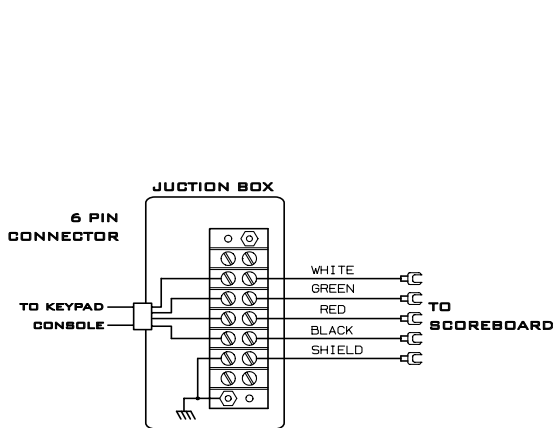 JUCTION BOX
6 PIN
CONNECTOR
WHITE
GREEN
RED
BLACK
SHIELD
TO KEYPAD
CONSOLE
TO
SCOREBOARD